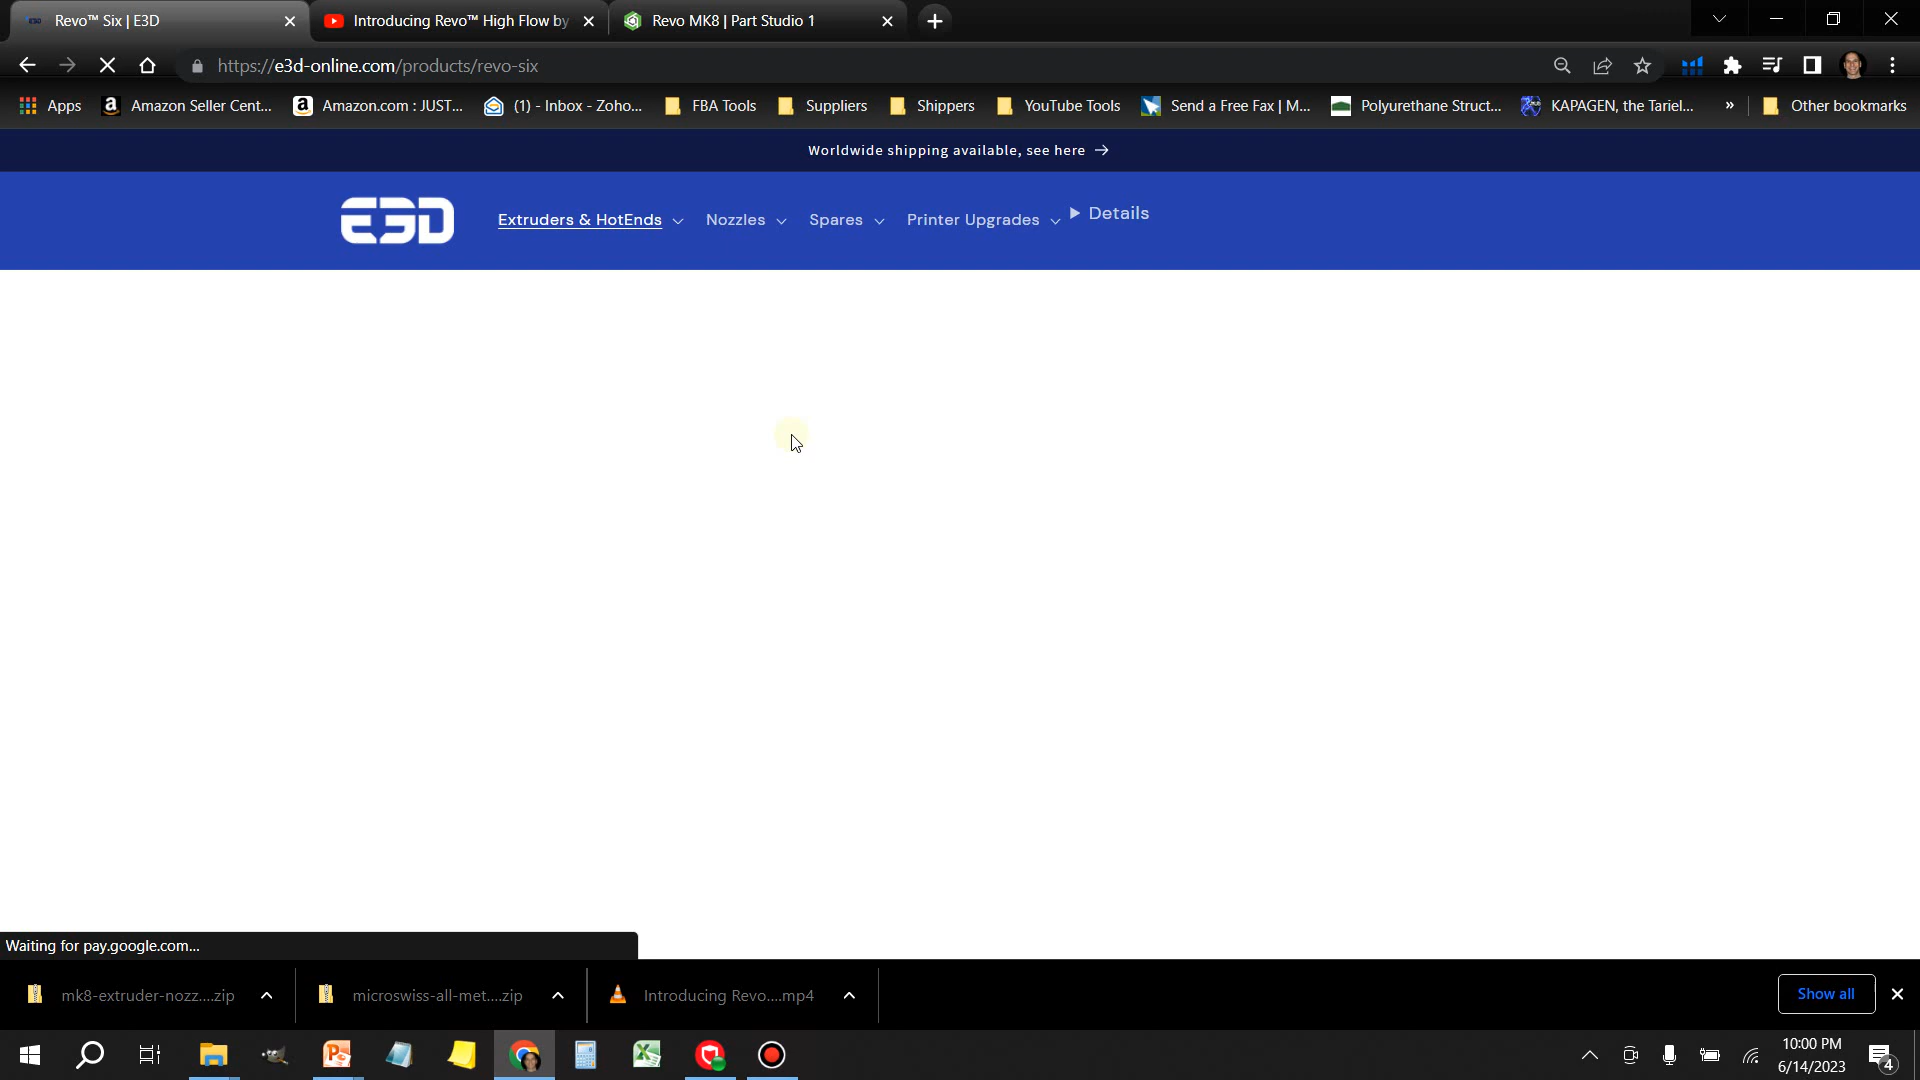 Revo™ Six | E3D
Introducing Revo™ High Flow by
Revo MK8 | Part Studio 1
https://e3d-online.com/products/revo-six
Apps
Amazon Seller Cent...
Amazon.com : JUST...
(1) - Inbox - Zoho...
FBA Tools
Suppliers
Shippers
YouTube Tools
Send a Free Fax | M...
Polyurethane Struct...
KAPAGEN, the Tariel...
»
Other bookmarks
Worldwide shipping available, see here →
E3D
Extruders & HotEnds
Nozzles
Spares
Printer Upgrades
Details
Waiting for pay.google.com...
mk8-extruder-nozz....zip
microswiss-all-met....zip
Introducing Revo....mp4
Show all
10:00 PM
6/14/2023
4